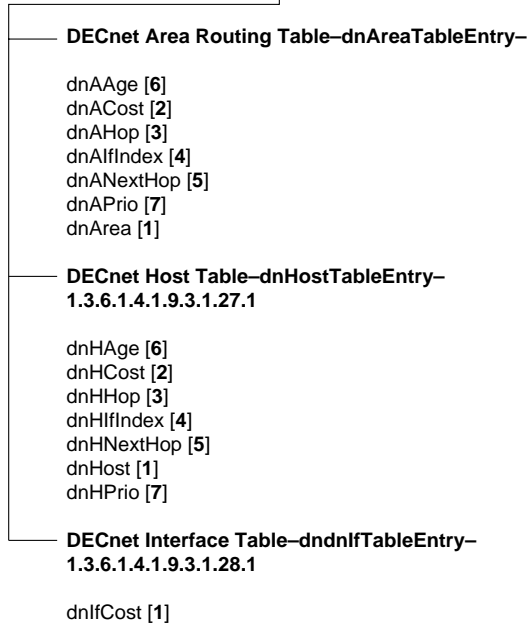 DECnet Area Routing Table–dnAreaTableEntry–
dnAAge [6]
dnACost [2]
dnAHop [3]
dnAIfIndex [4]
dnANextHop [5]
dnAPrio [7]
dnArea [1]
DECnet Host Table–dnHostTableEntry–
1.3.6.1.4.1.9.3.1.27.1
dnHAge [6]
dnHCost [2]
dnHHop [3]
dnHIfIndex [4]
dnHNextHop [5]
dnHost [1]
dnHPrio [7]
DECnet Interface Table–dndnIfTableEntry–
1.3.6.1.4.1.9.3.1.28.1
dnIfCost [1]